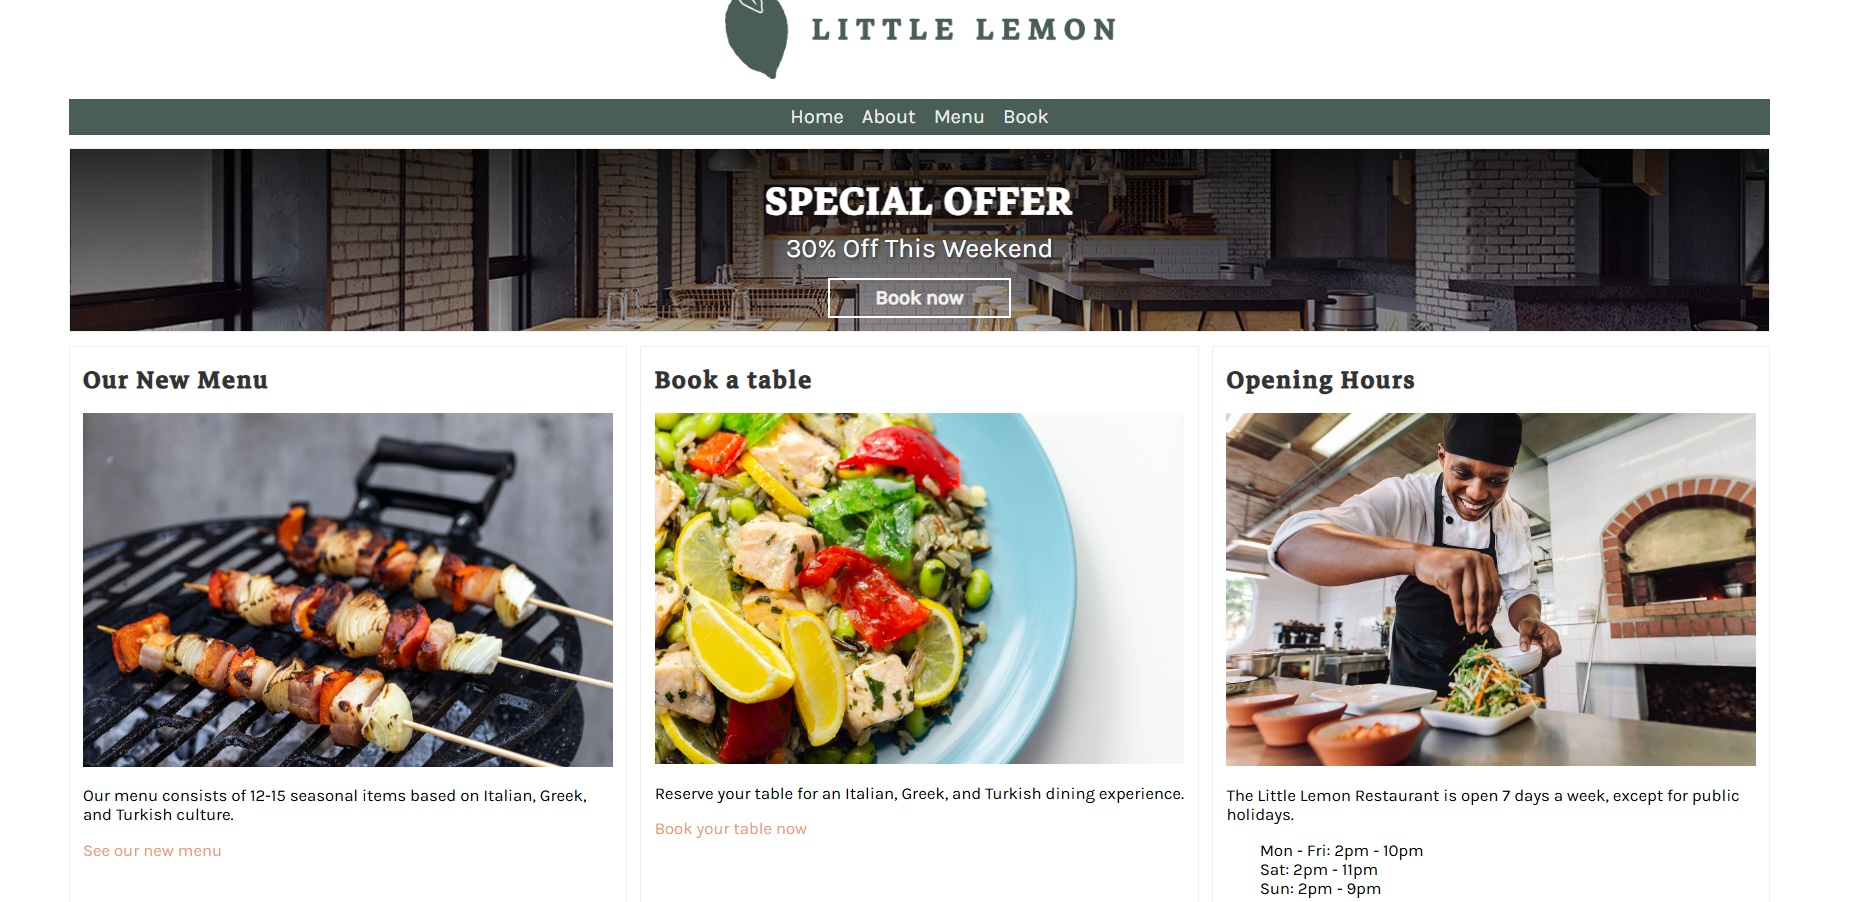 LITTLE LEMON
Home About Menu Book
SPECIAL OFFER
30% Off This Weekend
Book now
Our New Menu
Our menu consists of 12-15 seasonal items based on Italian, Greek,
and Turkish culture.
See our new menu
Book a table
Reserve your table for an Italian, Greek, and Turkish dining experience.
Book your table now
Opening Hours
The Little Lemon Restaurant is open 7 days a week, except for public
holidays.
Mon - Fri: 2pm - 10pm
Sat: 2pm - 11pm
Sun: 2pm - 9pm